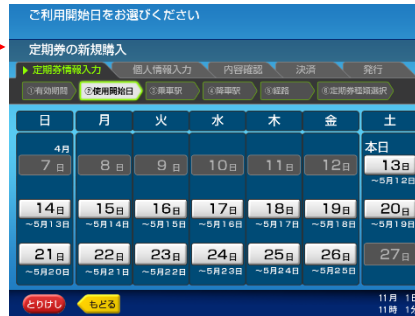 ご利用開始日をお選びください
定期券の新規購入
▶ 定期券情報入力 個人情報入力 内容確認 決済 発行
①有効期間 ②使用開始日 ③乗車駅 ④降車駅 ⑤経路 ⑥定期券種類選択
日 月 火 水 木 金 土
4月 本日
7日 8日 9日 10日 11日 12日 13日
~5月12日
14日 15日 16日 17日 18日 19日 20日
~5月13日 ~5月14日 ~5月15日 ~5月16日 ~5月17日 ~5月18日 ~5月19日
21日 22日 23日 24日 25日 26日 27日
~5月20日 ~5月21日 ~5月22日 ~5月23日 ~5月24日 ~5月25日
とりけし もどる 11月 1日
11時 1分